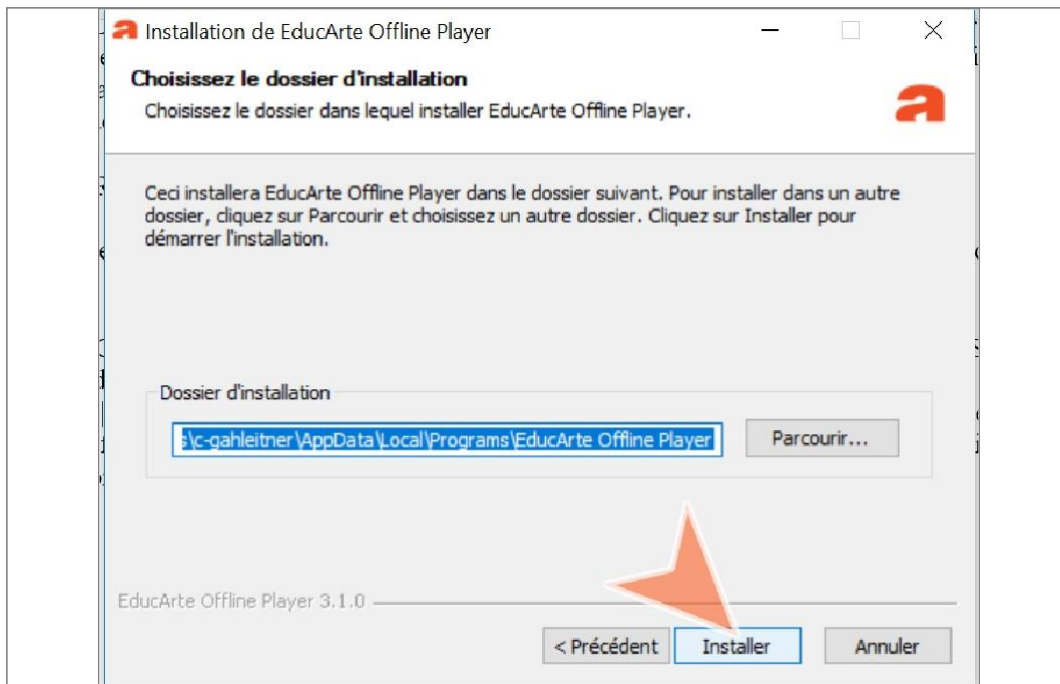 Installation de EducArte Offline Player
Choisissez le dossier d'installation
Choisissez le dossier dans lequel installer EducArte Offline Player.
a
Ceci installera EducArte Offline Player dans le dossier suivant. Pour installer dans un autre
dossier, cliquez sur Parcourir et choisissez un autre dossier. Cliquez sur Installer pour
démarrer l'installation.
Dossier d'installation
s\c-gahleitner\AppData\Local\Programs\EducArte Offline Player
Parcourir...
EducArte Offline Player 3.1.0
< Précédent Installer Annuler